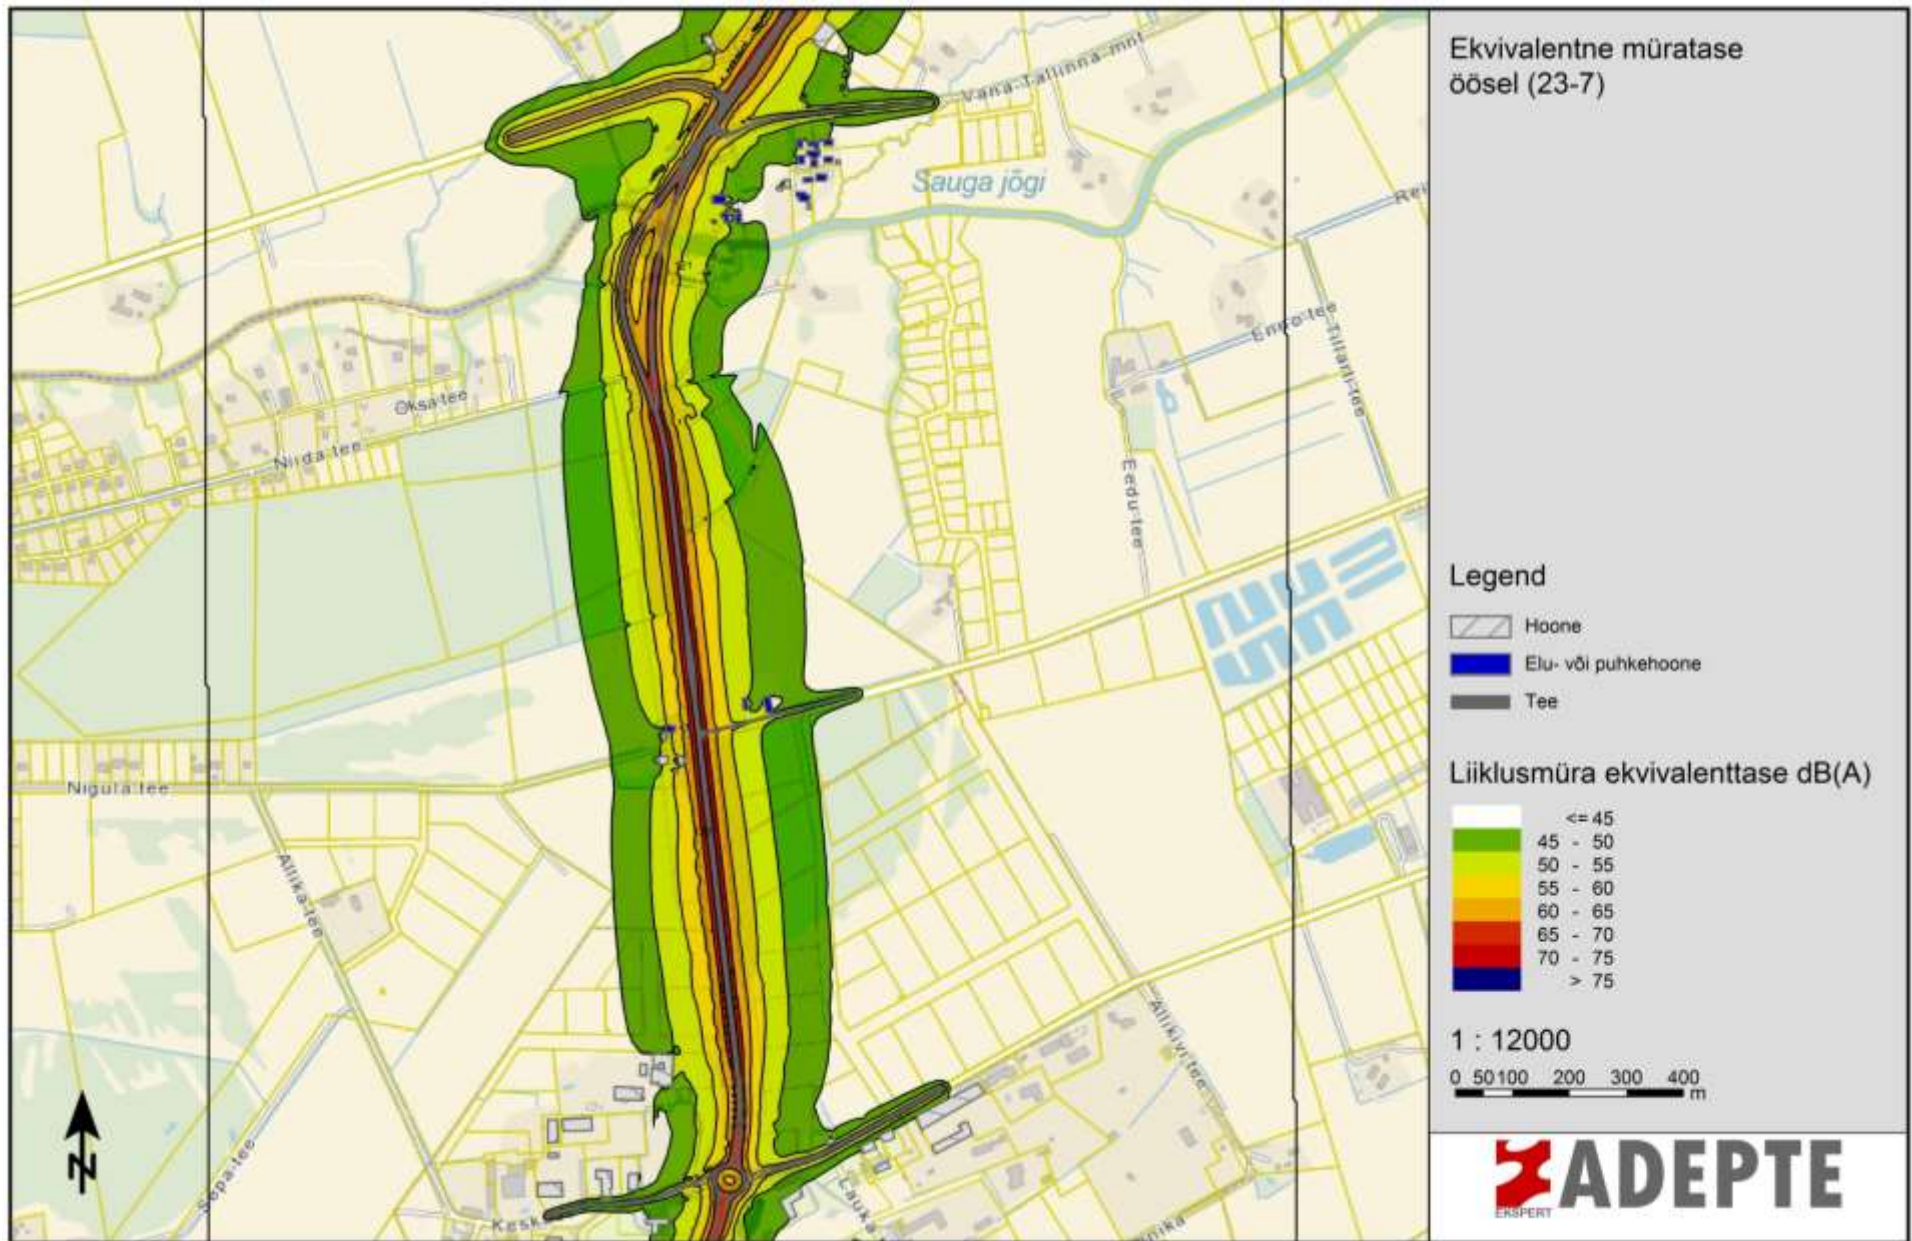 Ekvivalentne müratase
öösel (23-7)
Vana-Tallinna-mnt
Sauga jõgi
Enno-tee
Tillarti-tee
Oksa-tee
Niida-tee
Eedu-tee
Nigula-tee
Allika-tee
Allikivi-tee
Sepa-tee
Lauka
Legend
Hoone
Elu- või puhkehoone
Tee
Liiklusmüra ekvivalenttase dB(A)
<= 45
45 - 50
50 - 55
55 - 60
60 - 65
65 - 70
70 - 75
> 75
1 : 12000
0 50 100 200 300 400
m
N
ADEPTE
EKSPERT